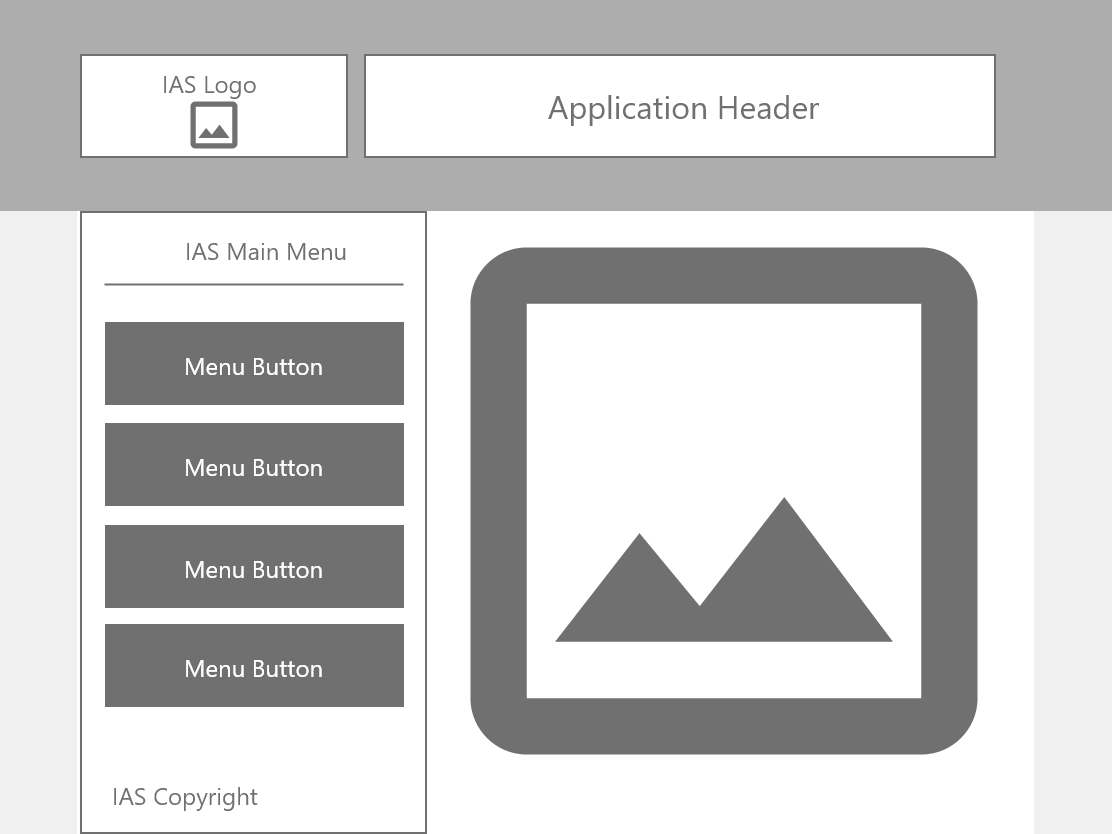 IAS Logo
Application Header
IAS Main Menu
Menu Button
Menu Button
Menu Button
Menu Button
IAS Copyright